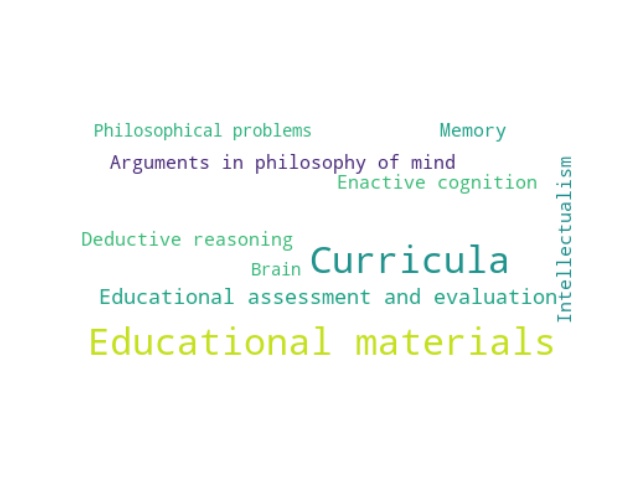 Philosophical problems
Memory
Arguments in philosophy of mind
Enactive cognition
Intellectualism
Deductive reasoning
Brain
Curricula
Educational assessment and evaluation
Educational materials